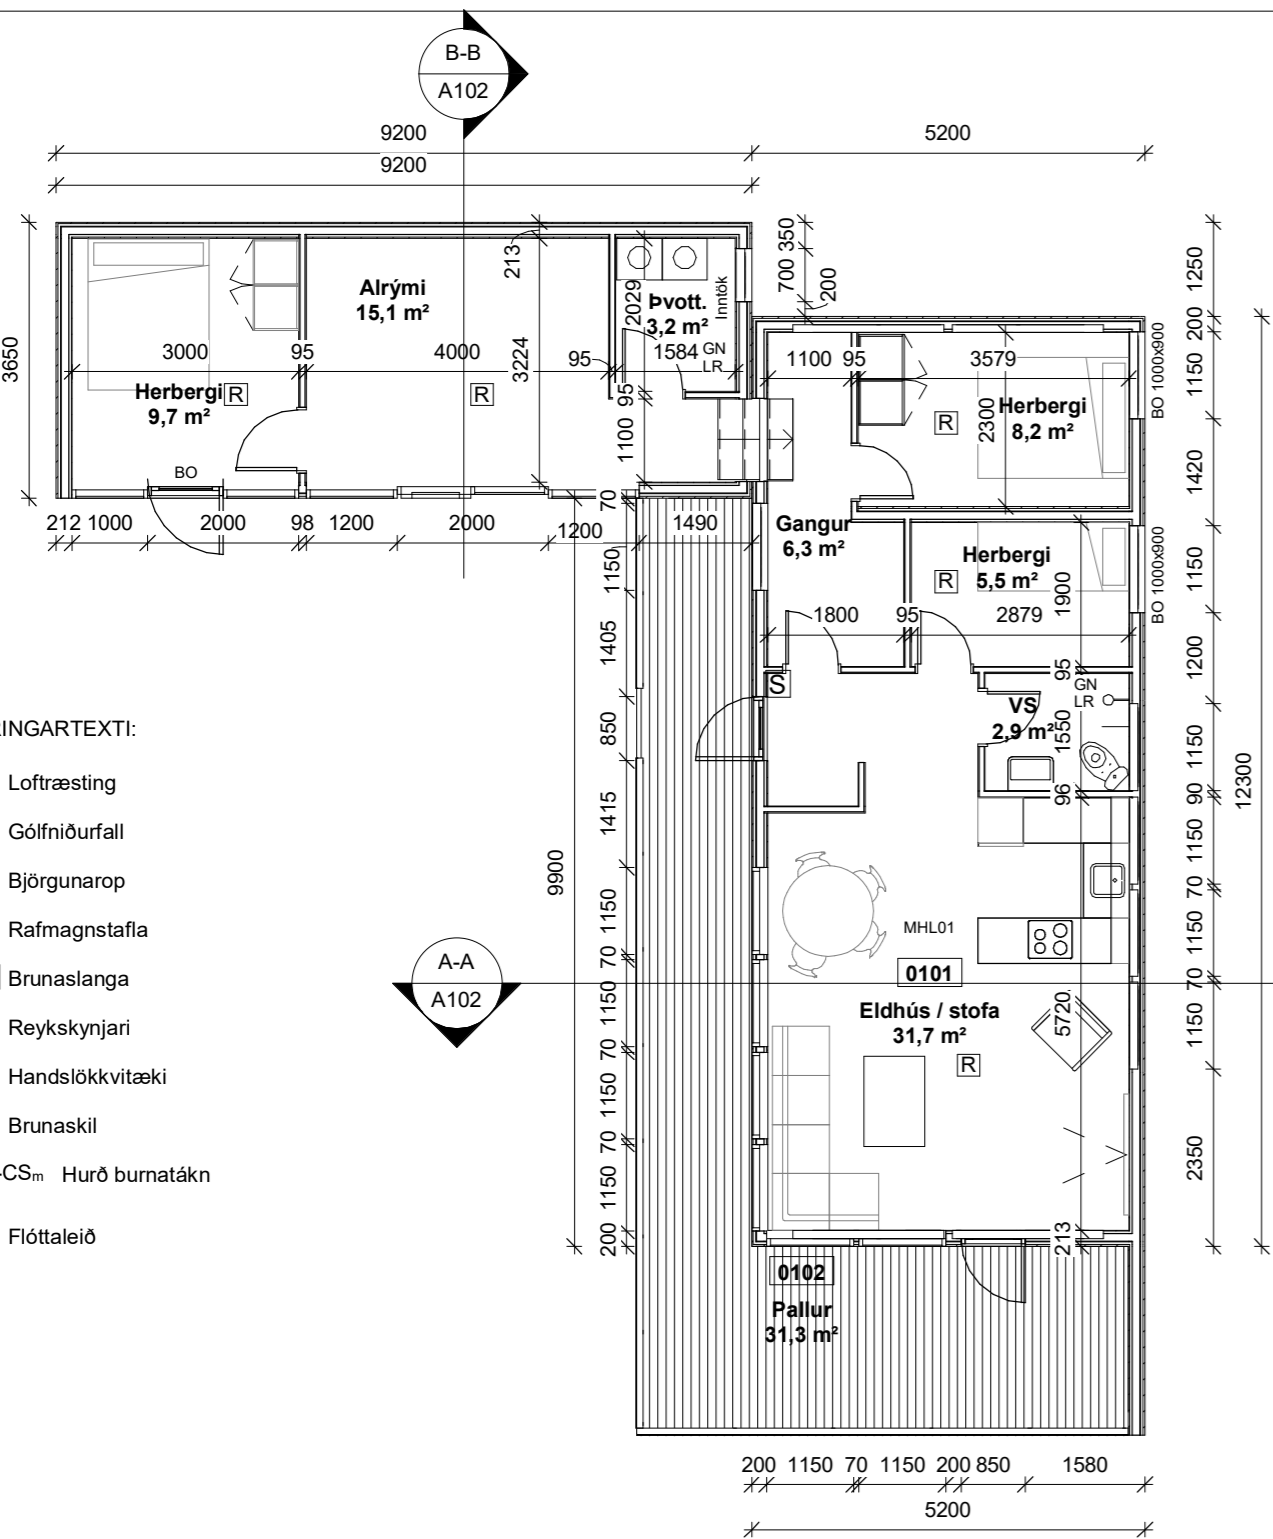 B-B
A102
9200
5200
9200
3650
213
350
700
200
1250
200
1150
1420
1150
1200
1150
90
1150
70
1150
70
1150
2350
12300
Alrými
15,1 m²
2029
Þvott.
3,2 m²
Inntök
3000
95
4000
3224
95
1584
GN
LR
1100
95
3579
BO 1000x900
Herbergi
9,7 m²
R
R
95
1100
R
2300
Herbergi
8,2 m²
BO
212
1000
2000
98
1200
2000
1200
1490
70
1150
1405
850
1415
1150
70
1150
70
1150
70
1150
200
9900
Gangur
6,3 m²
Herbergi
5,5 m²
R
1900
BO 1000x900
1800
95
2879
S
95
GN
LR
VS
2,9 m²
1550
96
RINGARTEXTI:
Loftræsting
Gólfniðurfall
Björgunarop
Rafmagnstafla
Brunaslanga
Reykskynjari
Handslökkvitæki
Brunaskil
-CSm Hurð burnatákn
Flóttaleið
A-A
A102
MHL01
0101
Eldhús / stofa
31,7 m²
R
5720
213
0102
Pallur
31,3 m²
200
1150
70
1150
200
850
1580
5200